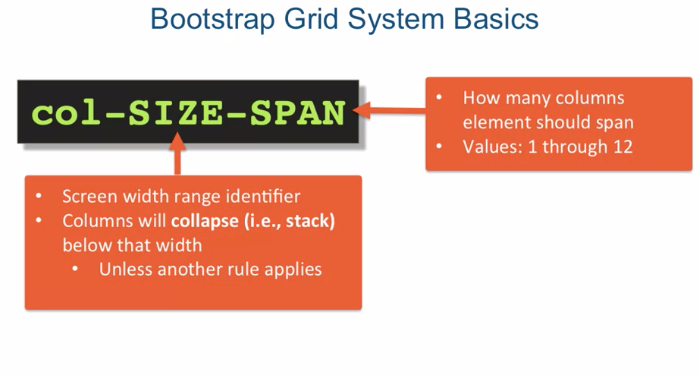 Bootstrap Grid System Basics
col-SIZE-SPAN
• How many columns
element should span
• Values: 1 through 12
• Screen width range identifier
• Columns will collapse (i.e., stack)
below that width
• Unless another rule applies